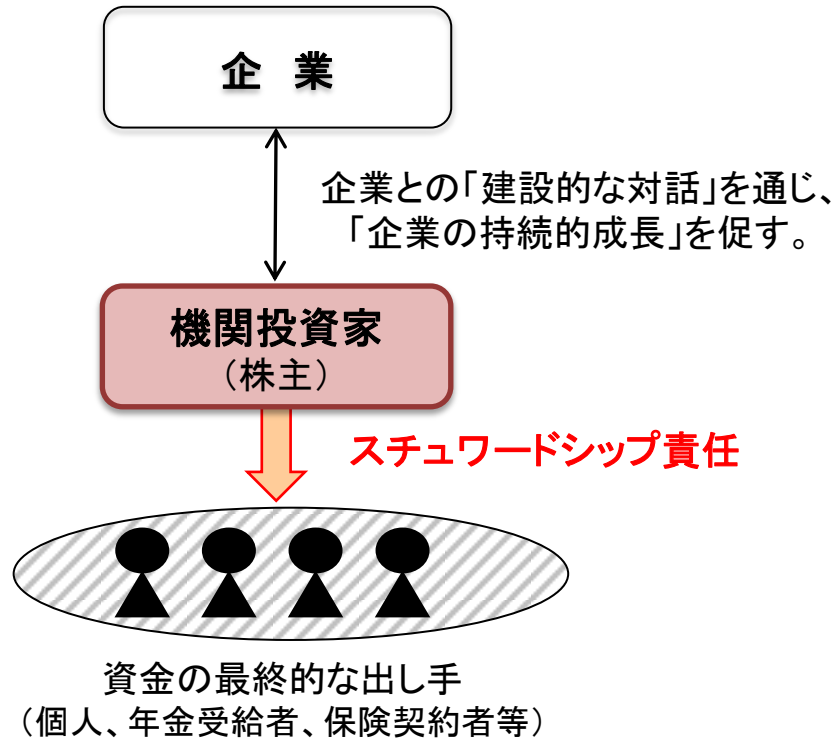 企 業
企業との「建設的な対話」を通じ、
「企業の持続的成長」を促す。
機関投資家
（株主）
スチュワードシップ責任
資金の最終的な出し手
（個人、年金受給者、保険契約者等）